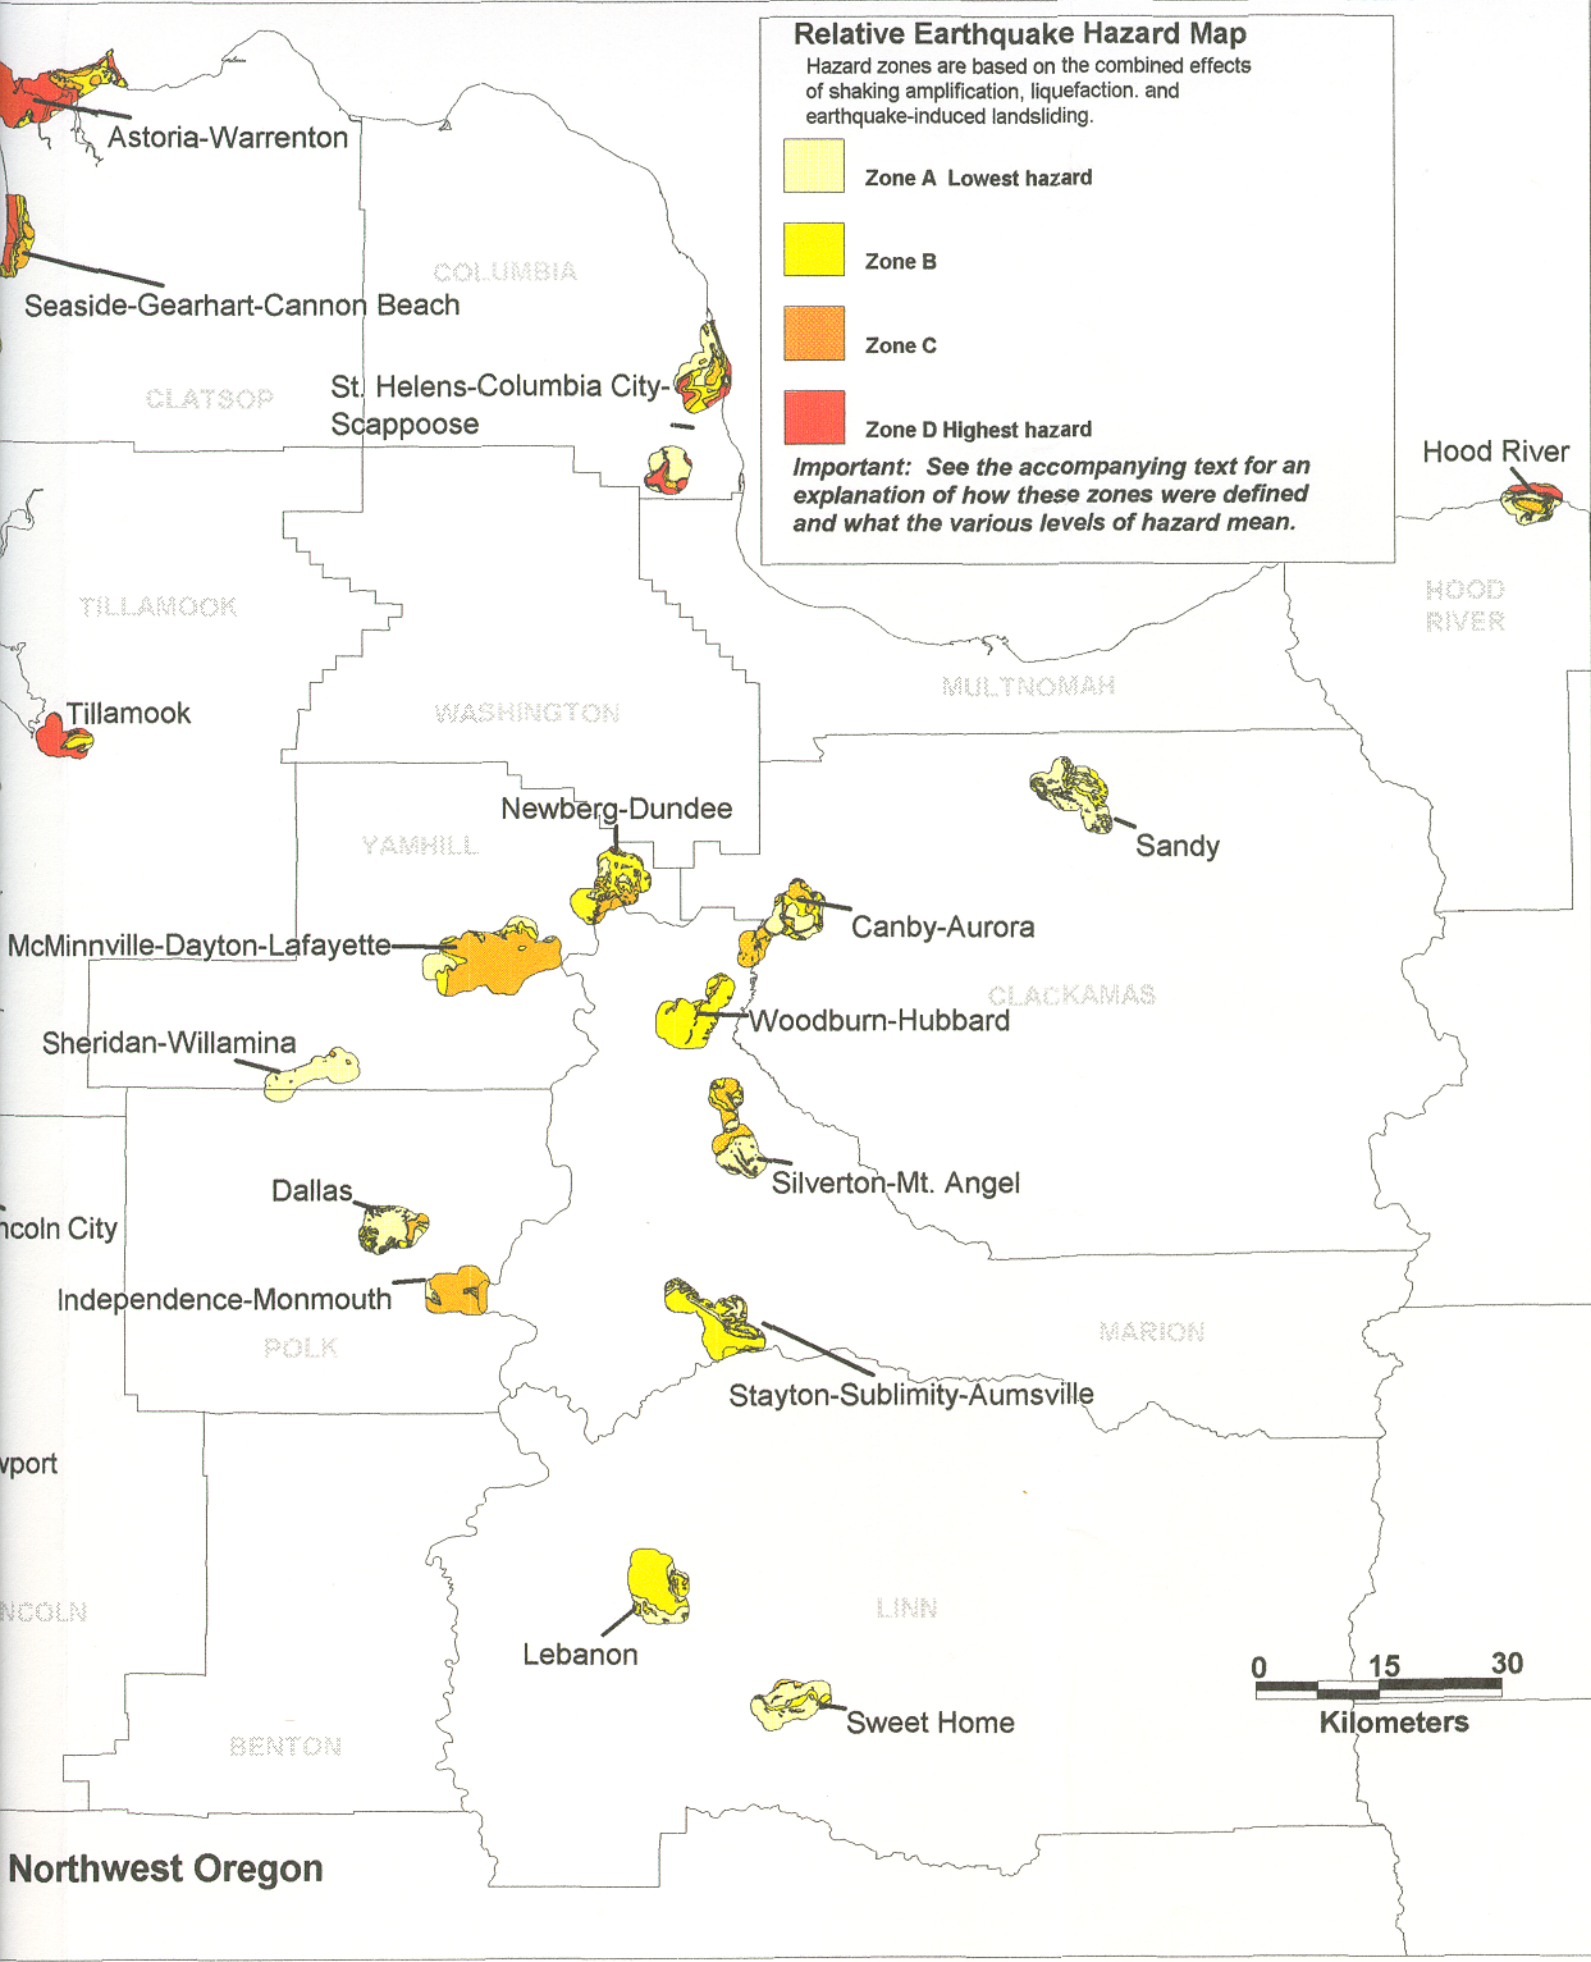 Relative Earthquake Hazard Map
Hazard zones are based on the combined effects
of shaking amplification, liquefaction. and
earthquake-induced landsliding.
Zone A Lowest hazard
Zone B
Zone C
Zone D Highest hazard
Important: See the accompanying text for an
explanation of how these zones were defined
and what the various levels of hazard mean.
Astoria-Warrenton
COLUMBIA
Seaside-Gearhart-Cannon Beach
CLATSOP
St. Helens-Columbia City-
Scappoose
Hood River
HOOD
RIVER
TILLAMOOK
MULTNOMAH
Tillamook
WASHINGTON
Newberg-Dundee
YAMHILL
Sandy
Canby-Aurora
McMinnville-Dayton-Lafayette
CLACKAMAS
Woodburn-Hubbard
Sheridan-Willamina
Silverton-Mt. Angel
Dallas
ncoln City
Independence-Monmouth
POLK
MARION
Stayton-Sublimity-Aumsville
wport
NCOLN
LINN
Lebanon
0 15 30
Kilometers
Sweet Home
BENTON
Northwest Oregon